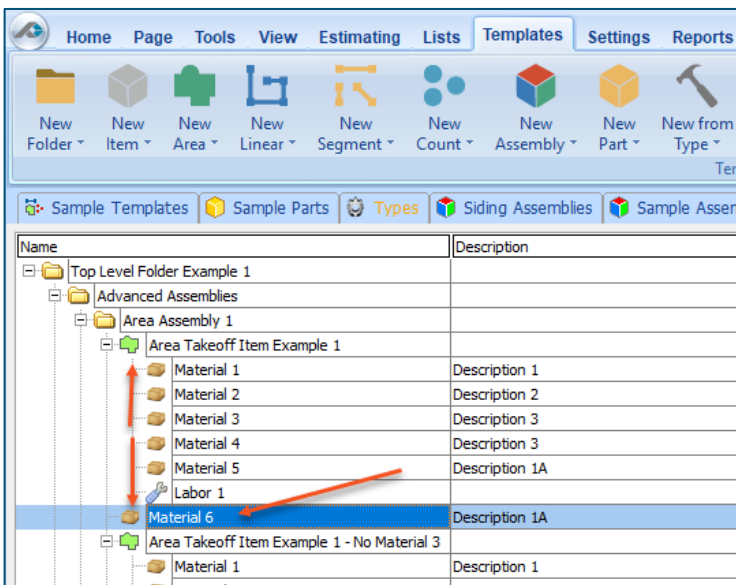 Home Page Tools View Estimating Lists Templates Settings Reports
New Folder
New Item
New Area
New Linear
New Segment
New Count
New Assembly
New Part
New from Type
Sample Templates Sample Parts Types Siding Assemblies Sample
Name Description
Top Level Folder Example 1
Advanced Assemblies
Area Assembly 1
Area Takeoff Item Example 1
Material 1 Description 1
Material 2 Description 2
Material 3 Description 3
Material 4 Description 3
Material 5 Description 1A
Labor 1
Material 6 Description 1A
Area Takeoff Item Example 1 - No Material 3
Material 1 Description 1